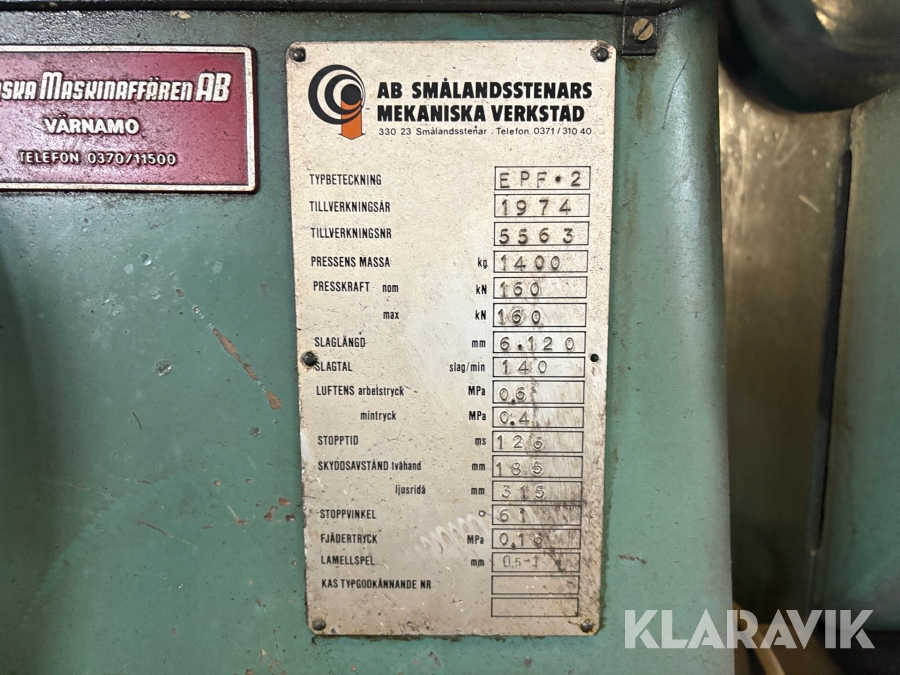 SKA MASKINAFFÄREN AB
VÄRNAMO
TELEFON 0370/11500
AB SMÅLANDSSTENARS
MEKANISKA VERKSTAD
330 23 Smålandsstenar . Telefon 0371/310 40
TYPBETECKNING EPF·2
TILLVERKNINGSÅR 1974
TILLVERKNINGSNR 5563
PRESSENS MASSA kg 1400
PRESSKRAFT nom kN 160
max kN 160
SLAGLÄNGD mm 6·120
SLAGTAL slag/min 140
LUFTENS arbetstryck MPa 0.6
mintryck MPa 0.4
STOPPTID ms 126
SKYDDSAVSTÅND tvåhand mm 185
ljusridå mm 315
STOPPVINKEL ° 61
FJÄDERTRYCK MPa 0.16
LAMELLSPEL mm 0.5-1
KAS TYPGODKÄNNANDE NR
KLARAVIK